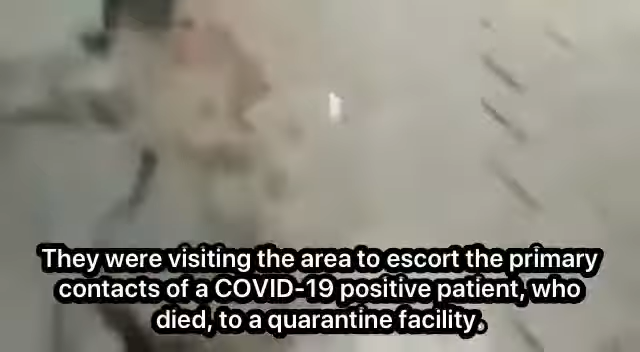 They were visiting the area to escort the primary
contacts of a COVID-19 positive patient, who
died, to a quarantine facility.